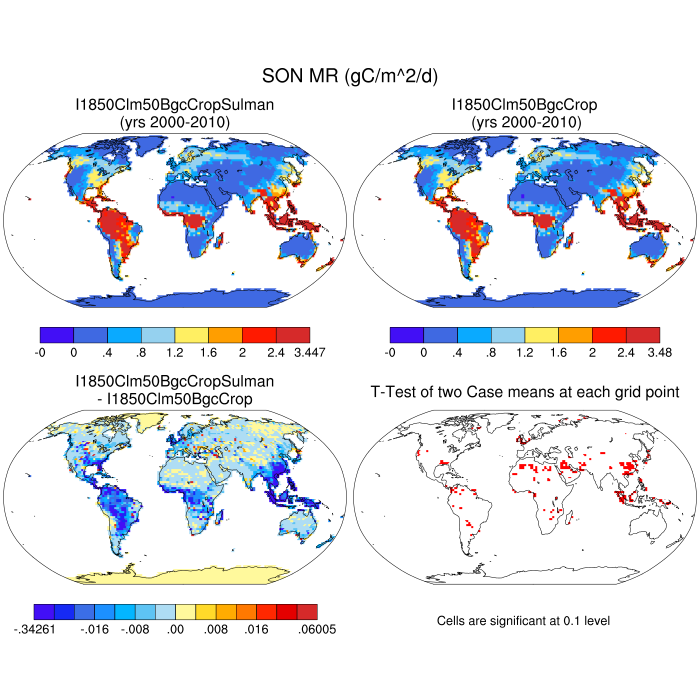 SON MR (gC/m^2/d)
I1850Clm50BgcCropSulman
(yrs 2000-2010)
I1850Clm50BgcCrop
(yrs 2000-2010)
-0 0 .4 .8 1.2 1.6 2 2.4 3.447
-0 0 .4 .8 1.2 1.6 2 2.4 3.48
I1850Clm50BgcCropSulman
- I1850Clm50BgcCrop
T-Test of two Case means at each grid point
-.34261 -.016 -.008 .00 .008 .016 .06005
Cells are significant at 0.1 level